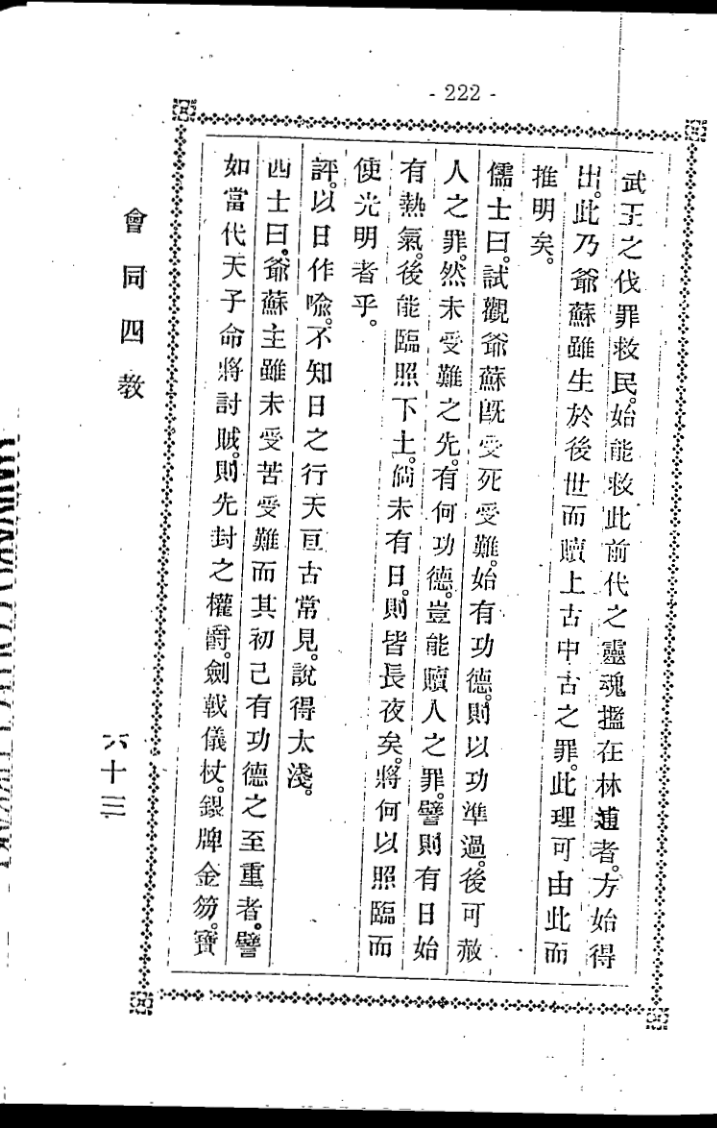 - 222 -
武王之伐罪救民。始能救此前代之靈魂搵在林逋者。方始得
出。此乃爺蘇雖生於後世而贖上古中古之罪。此理可由此而
推明矣。
儒士曰。試觀爺蘇旣受死受難。始有功德。則以功準過。後可赦
人之罪。然未受難之先。有何功德。豈能贖人之罪。譬則有日始
有熱氣。後能臨照下土。倘未有日。則皆長夜矣。將何以照臨而
使光明者乎。
評。以日作喩。不知日之行天亘古常見。說得太淺。
四士曰。爺蘇主雖未受苦受難而其初己有功德之至重者。譬
如當代天子命將討賊。則先封之權爵。劍戟儀杖。銀牌金笏。寶
會同四教
六十三